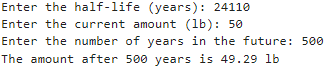 Enter the half-life (years): 24110
Enter the current amount (lb): 50
Enter the number of years in the future: 500
The amount after 500 years is 49.29 lb